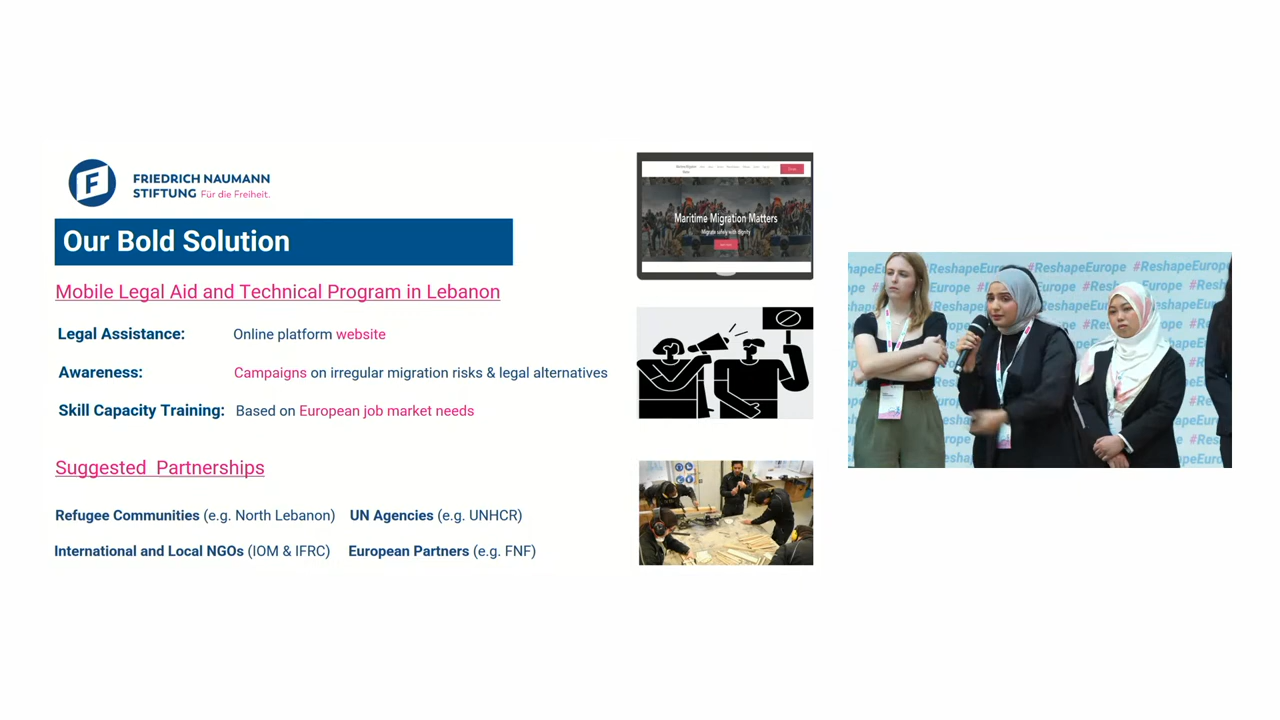 FRIEDRICH NAUMANN
STIFTUNG Für die Freiheit.
Our Bold Solution
Mobile Legal Aid and Technical Program in Lebanon
Legal Assistance: Online platform website
Awareness: Campaigns on irregular migration risks & legal alternatives
Skill Capacity Training: Based on European job market needs
Suggested Partnerships
Refugee Communities (e.g. North Lebanon) UN Agencies (e.g. UNHCR)
International and Local NGOs (IOM & IFRC) European Partners (e.g. FNF)
Maritime Migration Matters
Migrate safely with dignity
#ReshapeEurope #ReshapeEurope
#ReshapeEurope
#ReshapeEurope